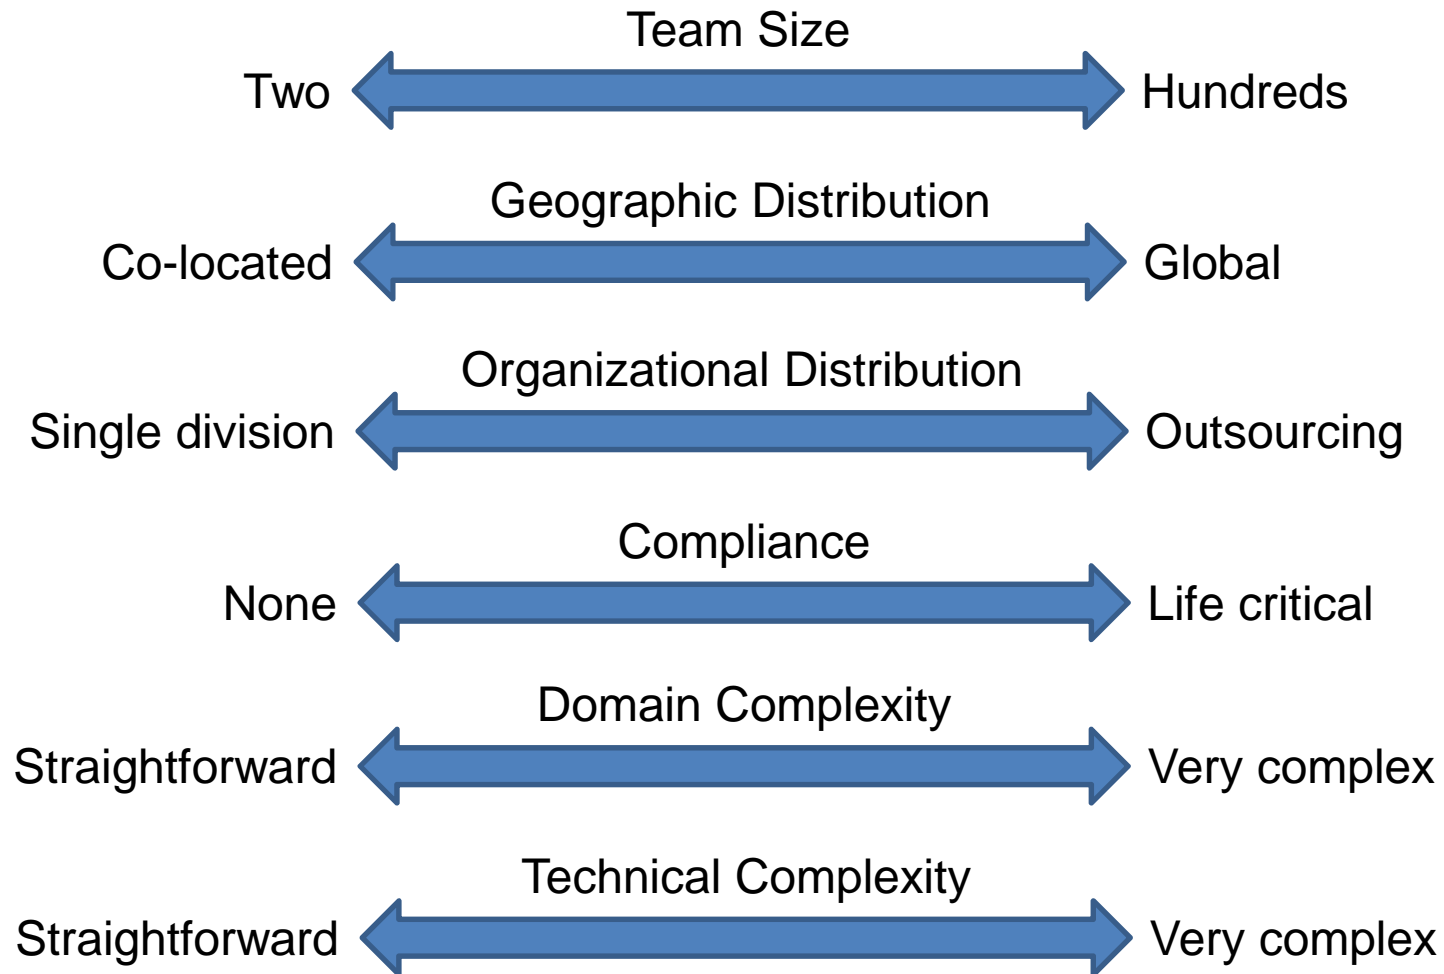 Team Size
Two Hundreds
Geographic Distribution
Co-located Global
Organizational Distribution
Single division Outsourcing
Compliance
None Life critical
Domain Complexity
Straightforward Very complex
Technical Complexity
Straightforward Very complex